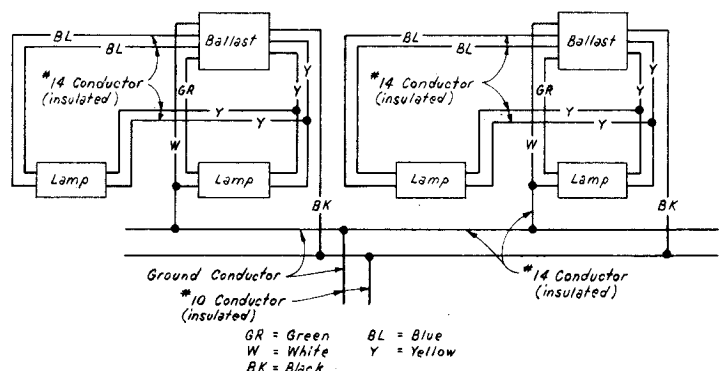 BL
BL
Ballast
#14 Conductor
(insulated)
GR
Y
Y
Y
Y
W
Lamp
Lamp
BK
BL
BL
Ballast
#14 Conductor
(insulated)
GR
Y
Y
Y
Y
W
Lamp
Lamp
BK
Ground Conductor
#10 Conductor
(insulated)
#14 Conductor
(insulated)
GR = Green BL = Blue
W = White Y = Yellow
BK = Black